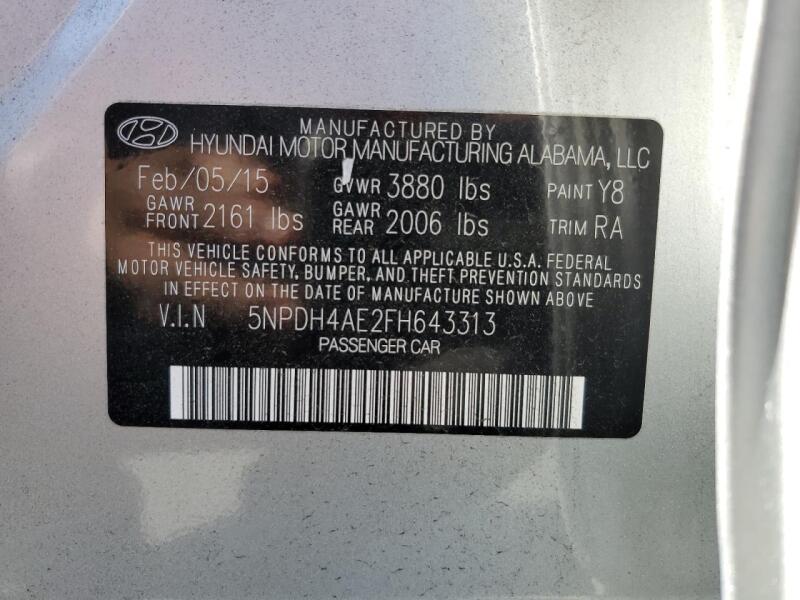 MANUFACTURED BY
HYUNDAI MOTOR MANUFACTURING ALABAMA, LLC
Feb/05/15 GVWR 3880 lbs PAINT Y8
GAWR FRONT 2161 lbs GAWR REAR 2006 lbs TRIM RA
THIS VEHICLE CONFORMS TO ALL APPLICABLE U.S.A. FEDERAL
MOTOR VEHICLE SAFETY, BUMPER, AND THEFT PREVENTION STANDARDS
IN EFFECT ON THE DATE OF MANUFACTURE SHOWN ABOVE
V.I.N 5NPDH4AE2FH643313
PASSENGER CAR